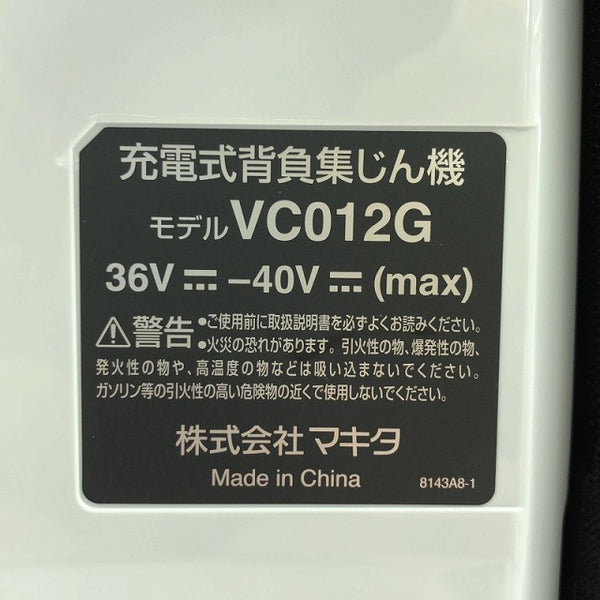 充電式背負集じん機
モデル VC012G
36V ⎓ –40V ⎓ (max)
⚠警告 ●ご使用前に取扱説明書を必ずよくお読みください。
●火災の恐れがあります。引火性の物、爆発性の物、
発火性の物や、高温度の物などは吸い込まないでください。
ガソリン等の引火性の高い危険物の近くで使用しないでください。
株式会社マキタ
Made in China 8143A8-1